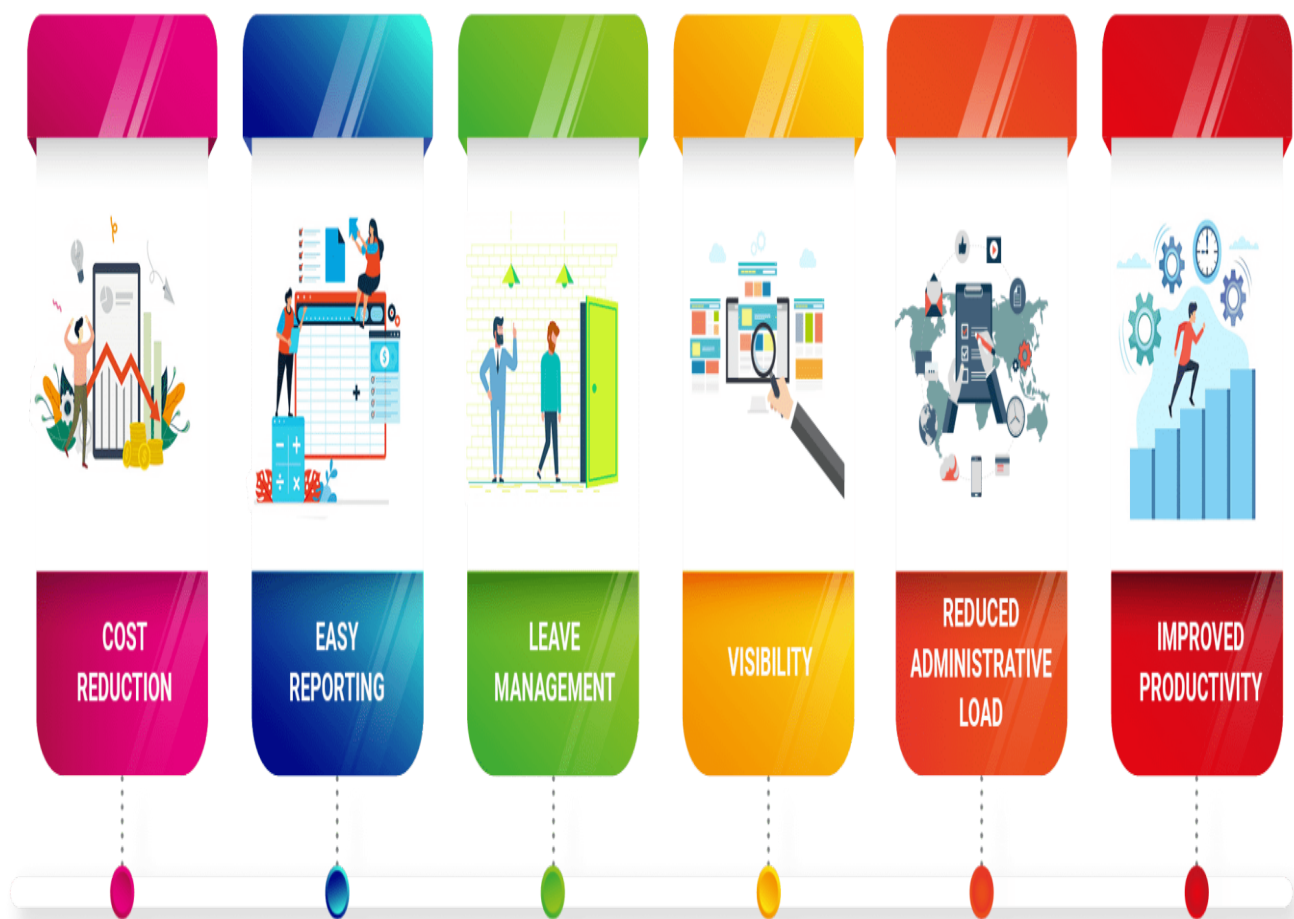 COST
REDUCTION
EASY
REPORTING
LEAVE
MANAGEMENT
VISIBILITY
REDUCED
ADMINISTRATIVE
LOAD
IMPROVED
PRODUCTIVITY